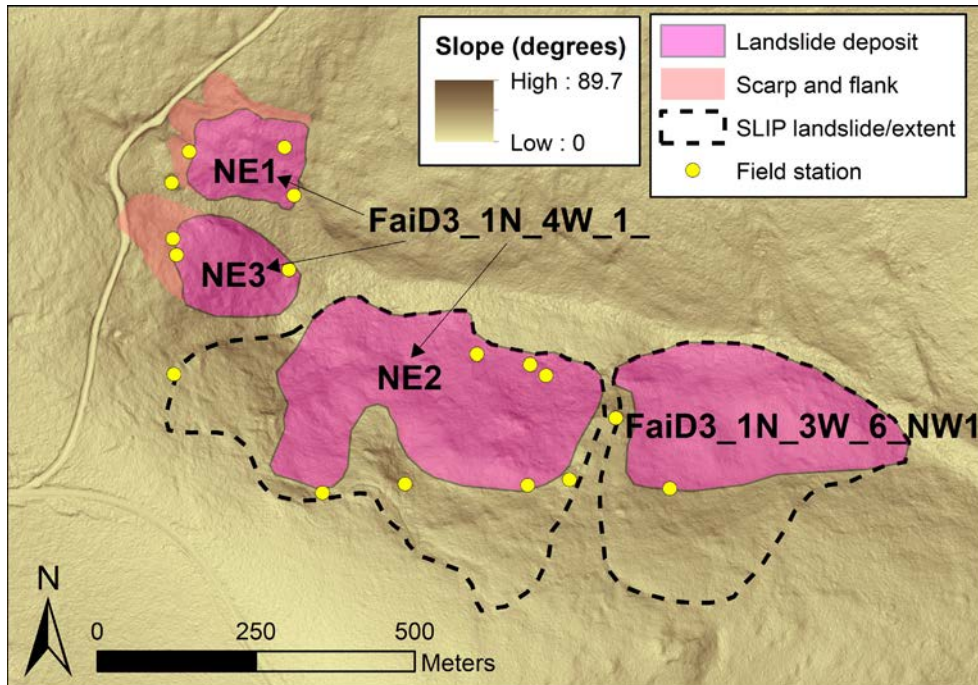 Slope (degrees)
High : 89.7
Low : 0
Landslide deposit
Scarp and flank
SLIP landslide/extent
Field station
NE1
FaiD3_1N_4W_1_
NE3
NE2
FaiD3_1N_3W_6_NW1
N
0 250 500
Meters